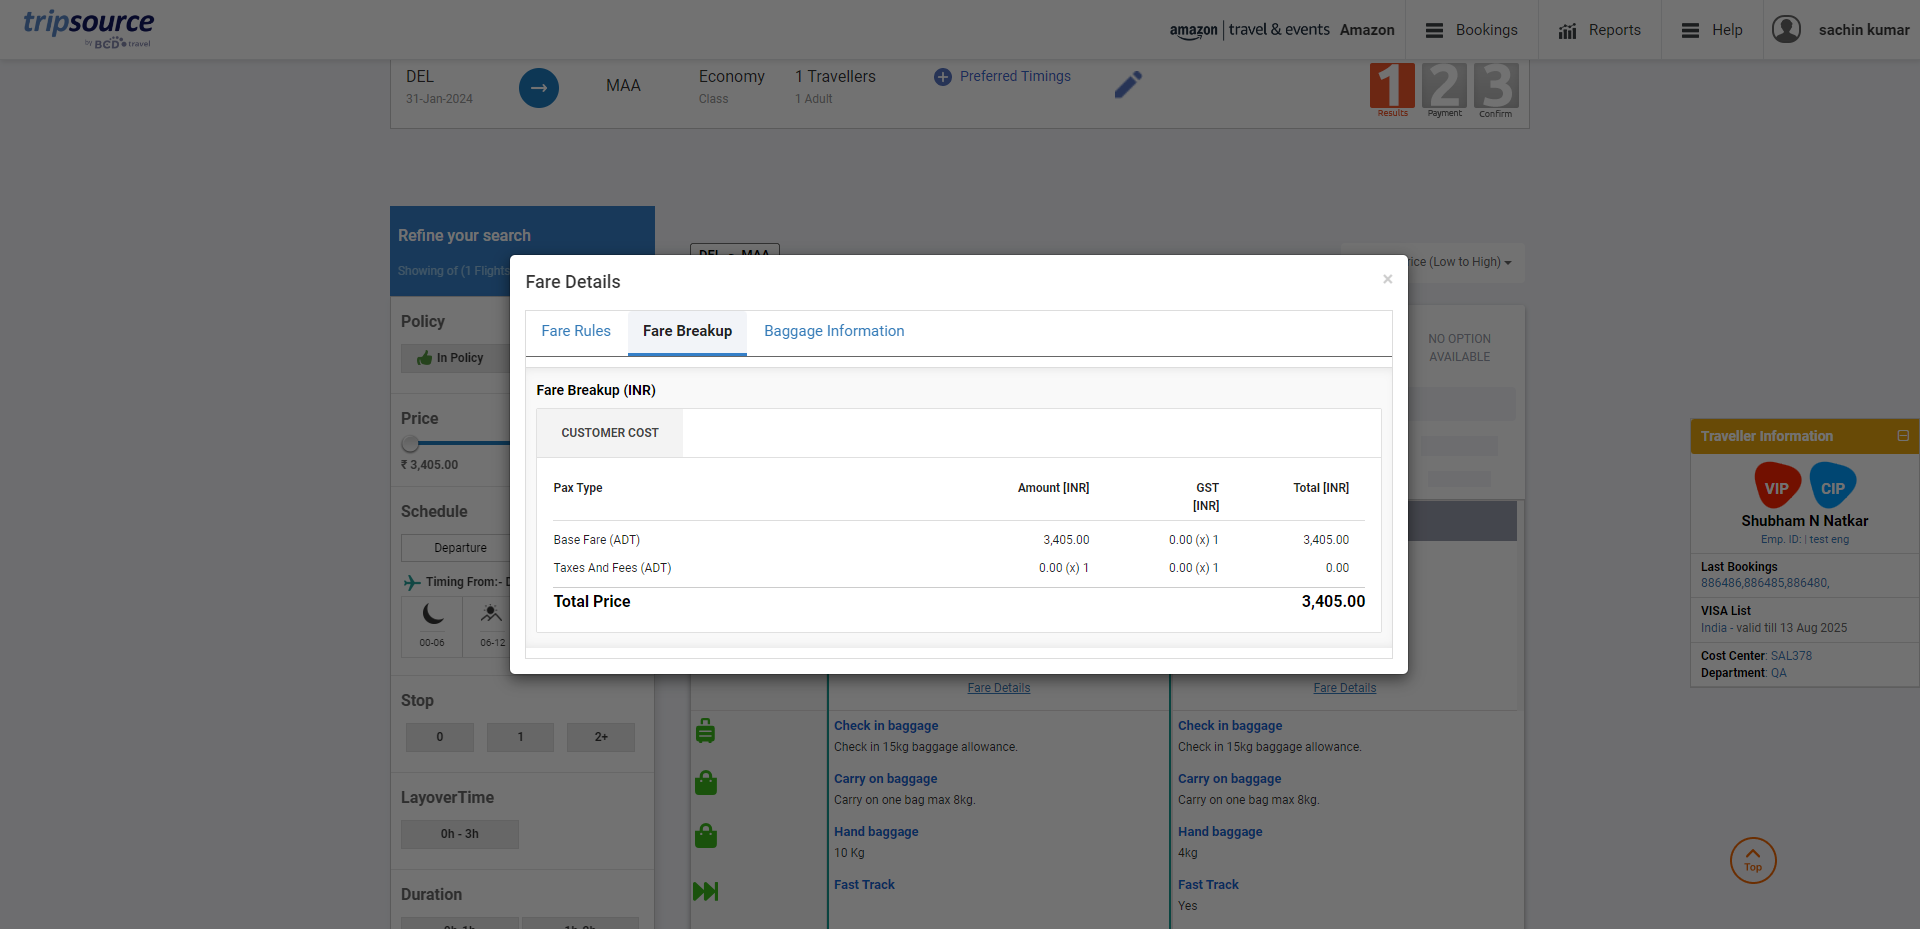 tripsource
by BCD travel
amazon | travel & events Amazon
Bookings
Reports
Help
sachin kumar
DEL
31-Jan-2024
MAA
Economy
Class
1 Travellers
1 Adult
Preferred Timings
1 2 3
Results Payment Confirm
Refine your search
Showing of (1 Flights
DEL - MAA
rice (Low to High)
Fare Details
×
Fare Rules
Fare Breakup
Baggage Information
Fare Breakup (INR)
CUSTOMER COST
Pax Type Amount [INR] GST [INR] Total [INR]
Base Fare (ADT) 3,405.00 0.00 (x) 1 3,405.00
Taxes And Fees (ADT) 0.00 (x) 1 0.00 (x) 1 0.00
Total Price 3,405.00
Policy
In Policy
Price
₹ 3,405.00
Schedule
Departure
Timing From:- D
00-06
06-12
Stop
0 1 2+
LayoverTime
0h - 3h
Duration
0h-1h 1h-2h
NO OPTION
AVAILABLE
Fare Details Fare Details
Check in baggage
Check in 15kg baggage allowance.
Carry on baggage
Carry on one bag max 8kg.
Hand baggage
10 Kg
Fast Track
Check in baggage
Check in 15kg baggage allowance.
Carry on baggage
Carry on one bag max 8kg.
Hand baggage
4kg
Fast Track
Yes
Traveller Information
VIP CIP
Shubham N Natkar
Emp. ID: | test eng
Last Bookings
886486,886485,886480,
VISA List
India - valid till 13 Aug 2025
Cost Center: SAL378
Department: QA
Top